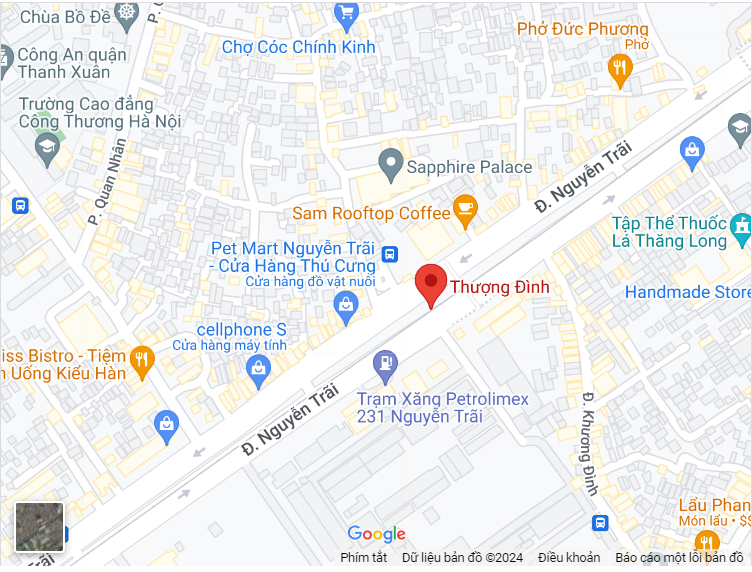 Chùa Bồ Đề
Chợ Cóc Chính Kinh
Phở Đức Phương
Phở
Công An quận
Thanh Xuân
Trường Cao đẳng
Công Thương Hà Nội
P. Quan Nhân
Sapphire Palace
Đ. Nguyễn Trãi
Sam Rooftop Coffee
Tập Thể Thuốc
Lá Thăng Long
Pet Mart Nguyễn Trãi
- Cửa Hàng Thú Cưng
Cửa hàng đồ vật nuôi
Thượng Đình
Handmade Store
cellphone S
Cửa hàng máy tính
iss Bistro - Tiệm
n Uống Kiểu Hàn
Trạm Xăng Petrolimex
231 Nguyễn Trãi
Đ. Nguyễn Trãi
Đ. Khương Đình
Lẩu Phan
Món lẩu • $$
Google
Trãi
Phím tắt
Dữ liệu bản đồ ©2024
Điều khoản
Báo cáo một lỗi bản đồ